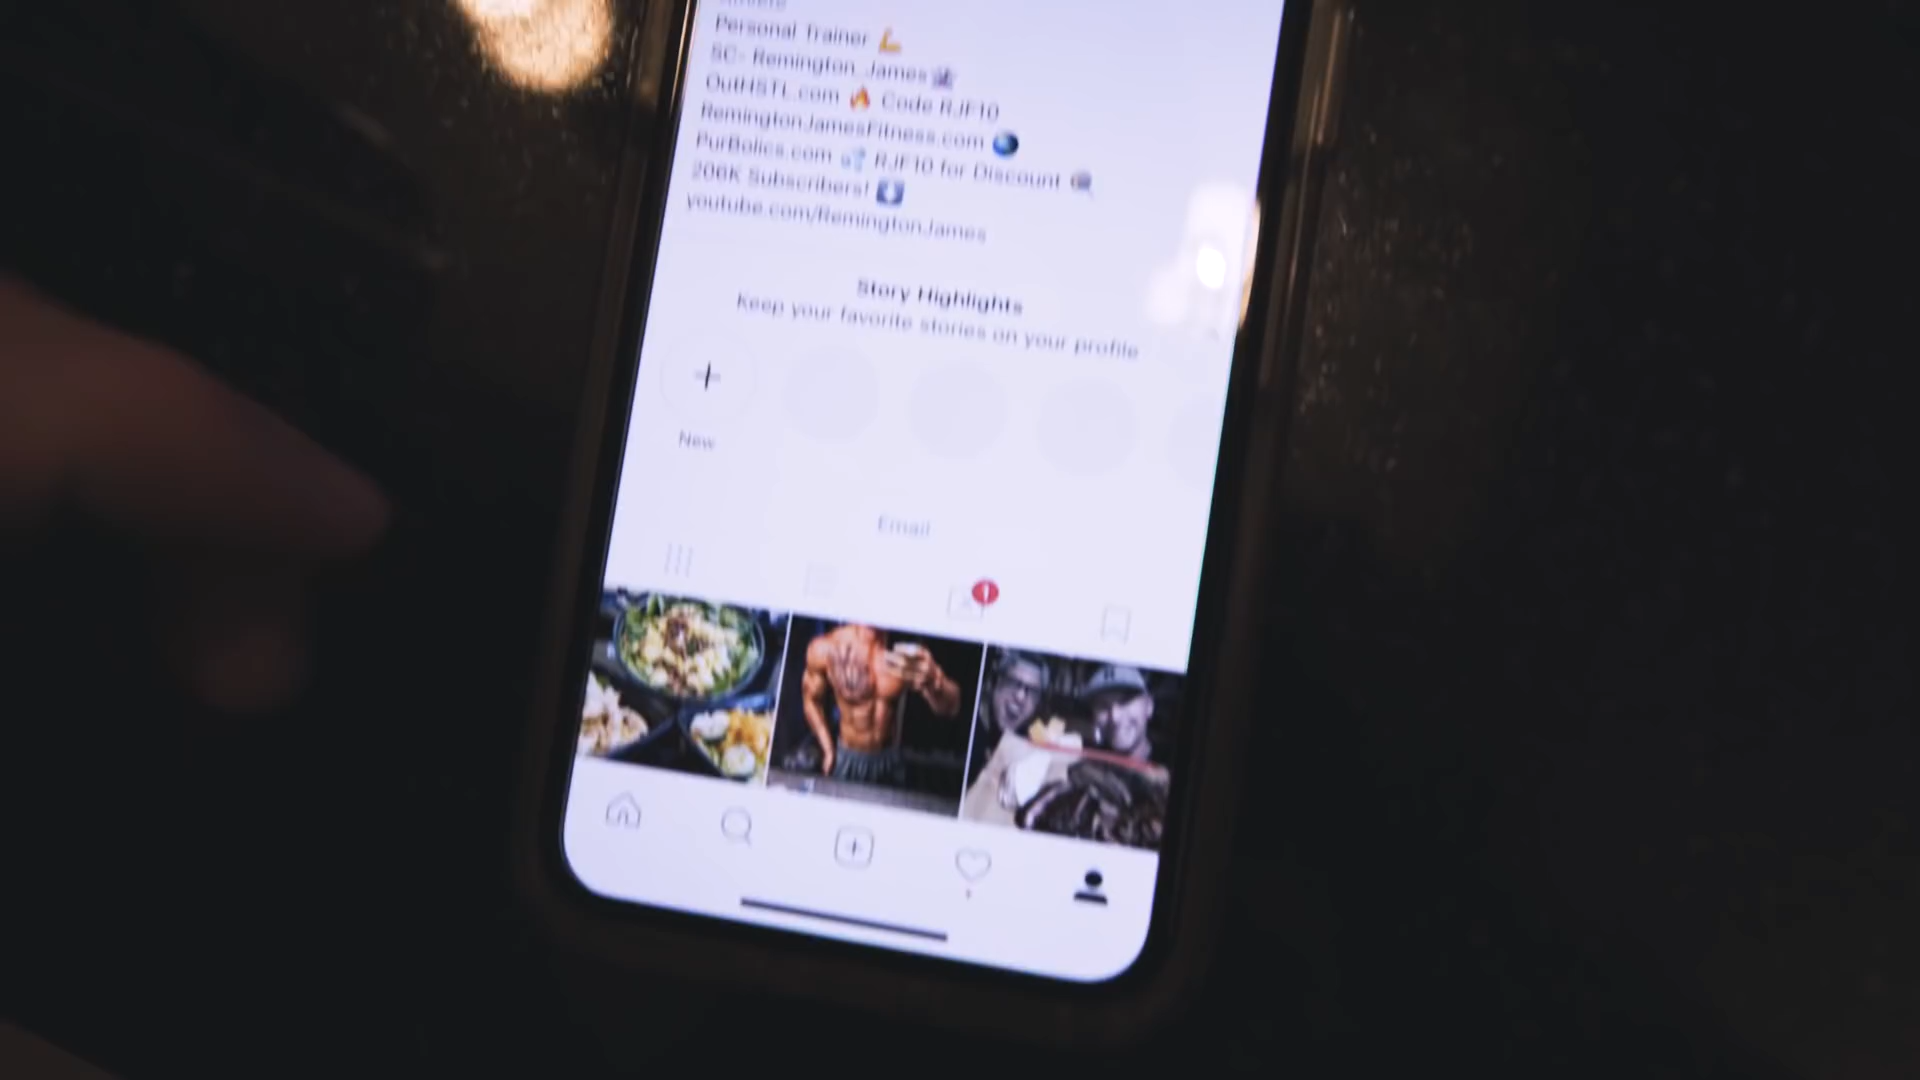 Personal Trainer 💪
SC- Remington_James
OutHSTL.com 🔥 Code RJF10
RemingtonJamesFitness.com
PurBolics.com 💦 RJF10 for Discount
206K Subscribers! ⬇️
youtube.com/RemingtonJames
Story Highlights
Keep your favorite stories on your profile
New
Email